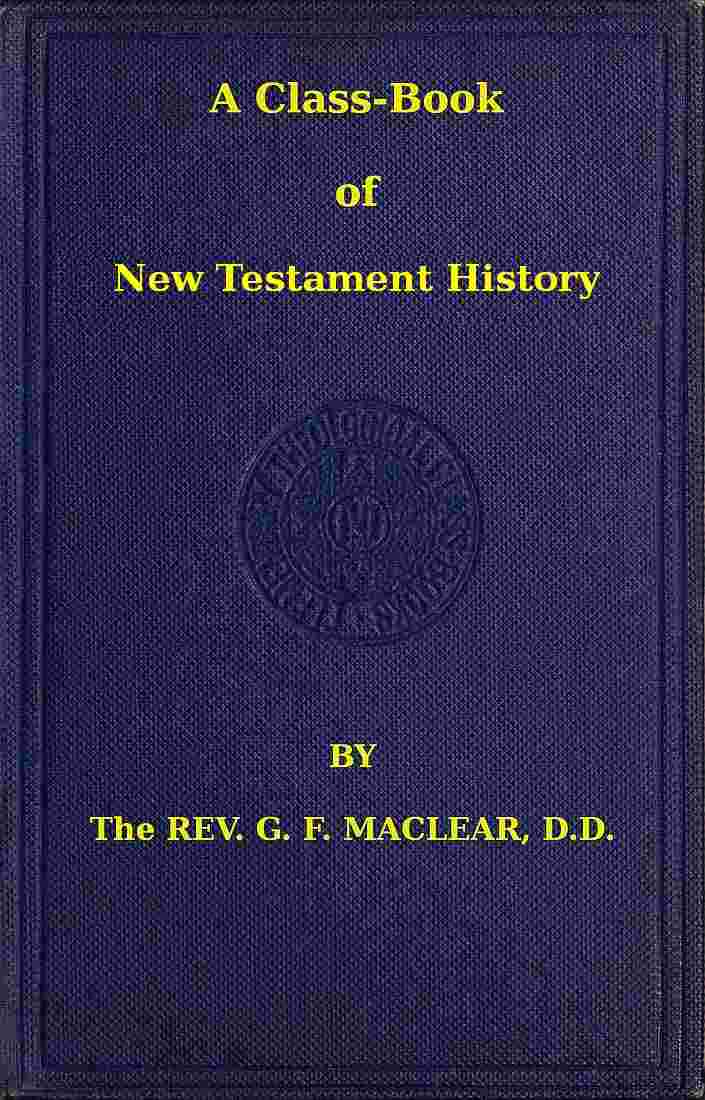 A Class-Book
of
New Testament History
BY
The REV. G. F. MACLEAR, D.D.